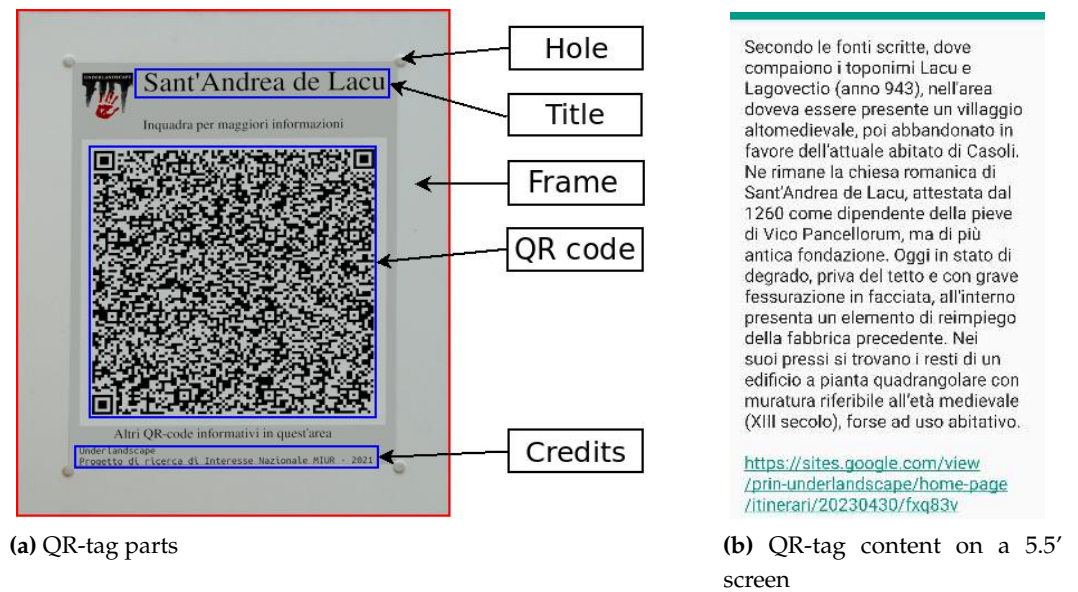 UNDERLANDSCAPE
Sant'Andrea de Lacu
Inquadra per maggiori informazioni
Altri QR-code informativi in quest'area
Underlandscape
Progetto di ricerca di Interesse Nazionale MIUR - 2021
Hole
Title
Frame
QR code
Credits
(a) QR-tag parts
Secondo le fonti scritte, dove
compaiono i toponimi Lacu e
Lagovectio (anno 943), nell'area
doveva essere presente un villaggio
altomedievale, poi abbandonato in
favore dell'attuale abitato di Casoli.
Ne rimane la chiesa romanica di
Sant'Andrea de Lacu, attestata dal
1260 come dipendente della pieve
di Vico Pancellorum, ma di più
antica fondazione. Oggi in stato di
degrado, priva del tetto e con grave
fessurazione in facciata, all'interno
presenta un elemento di reimpiego
della fabbrica precedente. Nei
suoi pressi si trovano i resti di un
edificio a pianta quadrangolare con
muratura riferibile all'età medievale
(XIII secolo), forse ad uso abitativo.
https://sites.google.com/view
/prin-underlandscape/home-page
/itinerari/20230430/fxq83v
(b) QR-tag content on a 5.5'
screen